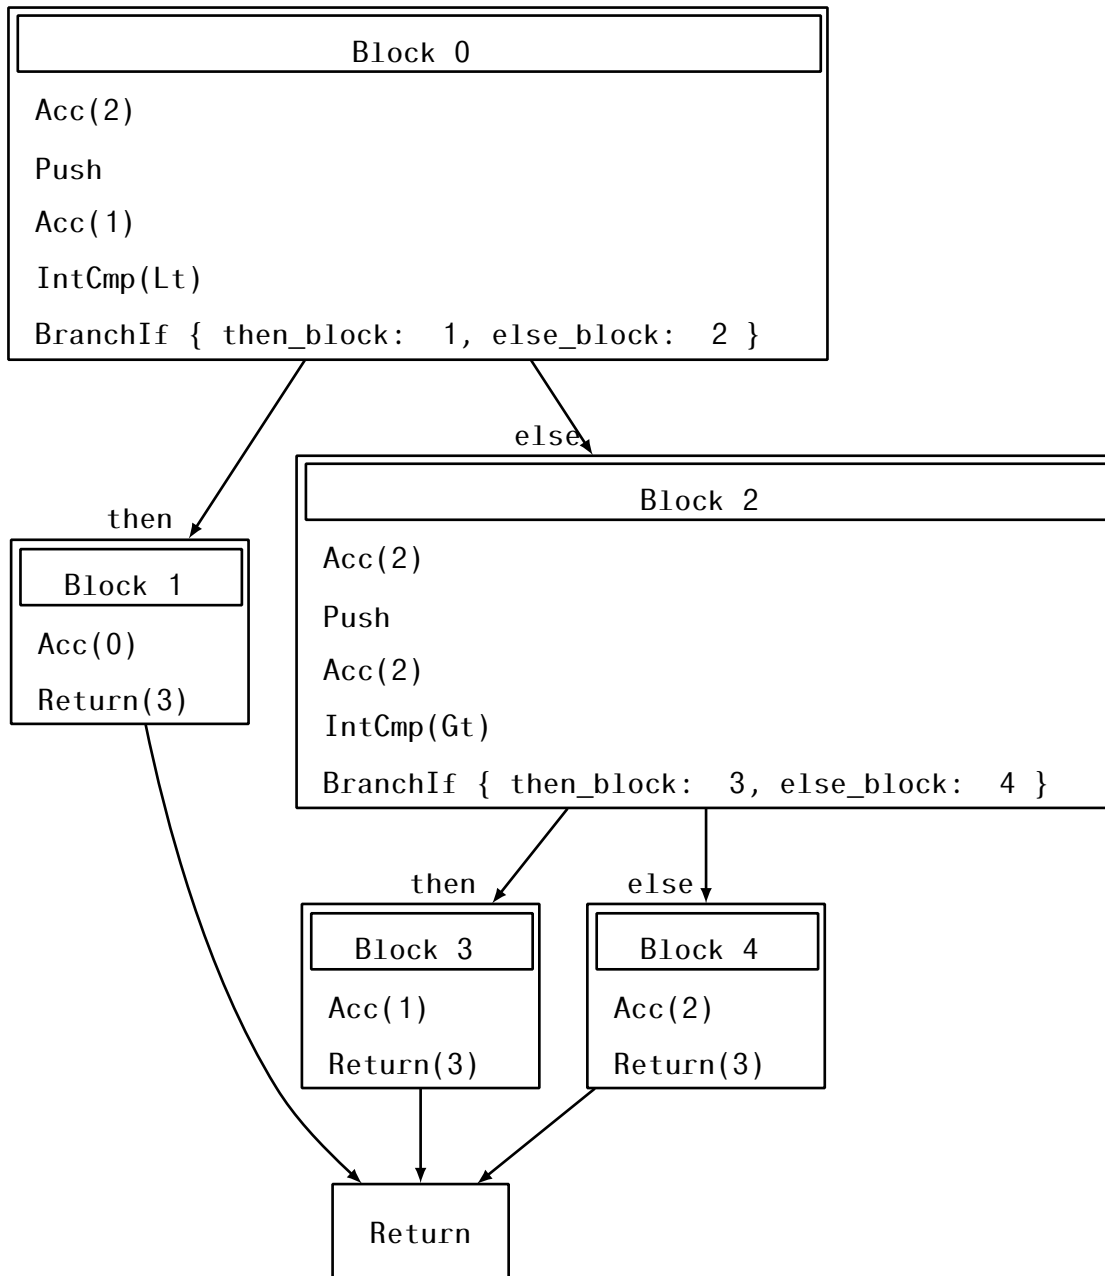 Block 0
Acc(2)
Push
Acc(1)
IntCmp(Lt)
BranchIf { then_block: 1, else_block: 2 }
then
else
Block 1
Acc(0)
Return(3)
Block 2
Acc(2)
Push
Acc(2)
IntCmp(Gt)
BranchIf { then_block: 3, else_block: 4 }
then
else
Block 3
Acc(1)
Return(3)
Block 4
Acc(2)
Return(3)
Return